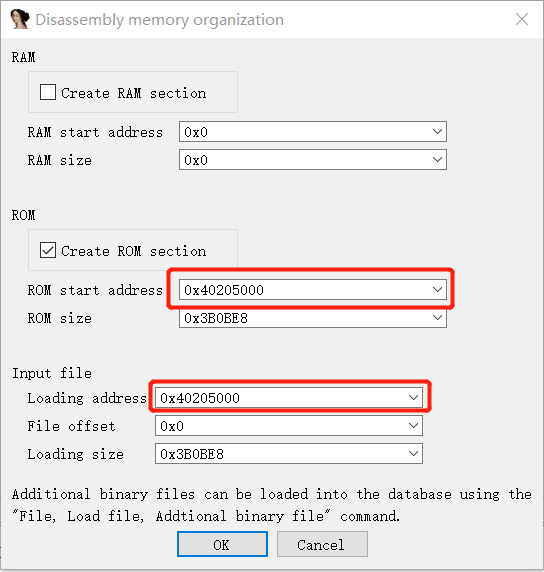 Disassembly memory organization
RAM
Create RAM section
RAM start address 0x0
RAM size 0x0
ROM
Create ROM section
ROM start address 0x40205000
ROM size 0x3B0BE8
Input file
Loading address 0x40205000
File offset 0x0
Loading size 0x3B0BE8
Additional binary files can be loaded into the database using the
"File, Load file, Addtional binary file" command.
OK Cancel